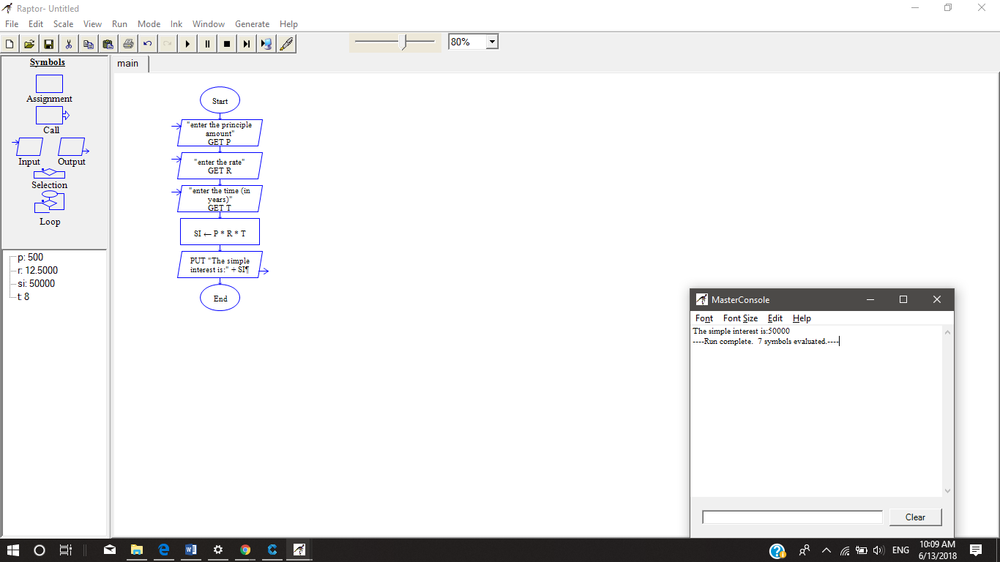 Raptor- Untitled
File Edit Scale View Run Mode Ink Window Generate Help
80%
Symbols
Assignment
Call
Input Output
Selection
Loop
p: 500
r: 12.5000
si: 50000
t: 8
main
Start
"enter the principle
amount"
GET P
"enter the rate"
GET R
"enter the time (in
years)"
GET T
SI ← P * R * T
PUT "The simple
interest is:" + SI¶
End
MasterConsole
Font Font Size Edit Help
The simple interest is:50000
----Run complete. 7 symbols evaluated.----
Clear
ENG
10:09 AM
6/13/2018